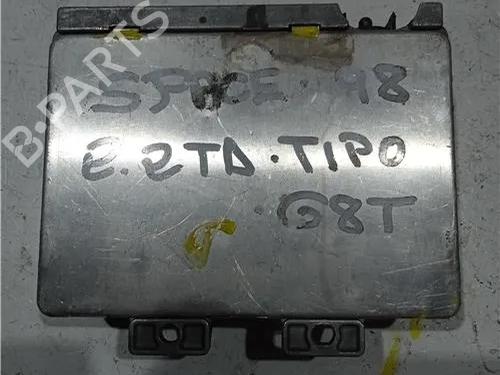 SPACE 98
2.2TD. TIPO
G8T
B-PARTS